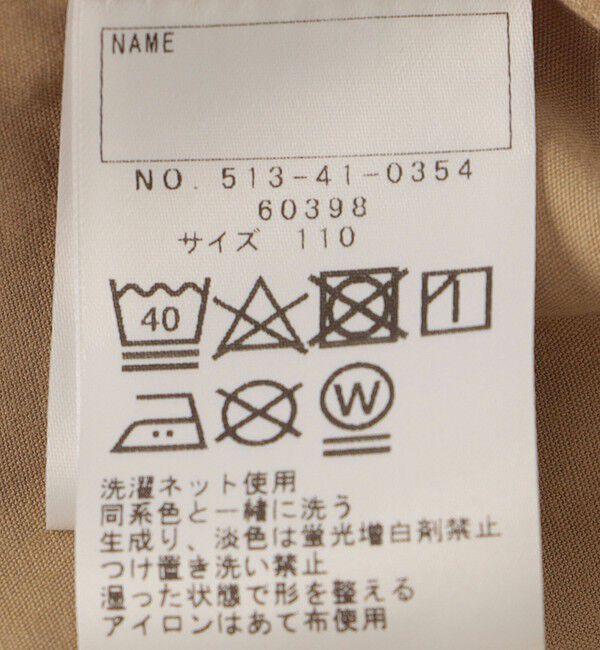 NAME
NO. 513-41-0354
60398
サイズ 110
40
W
洗濯ネット使用
同系色と一緒に洗う
生成り、淡色は蛍光増白剤禁止
つけ置き洗い禁止
湿った状態で形を整える
アイロンはあて布使用